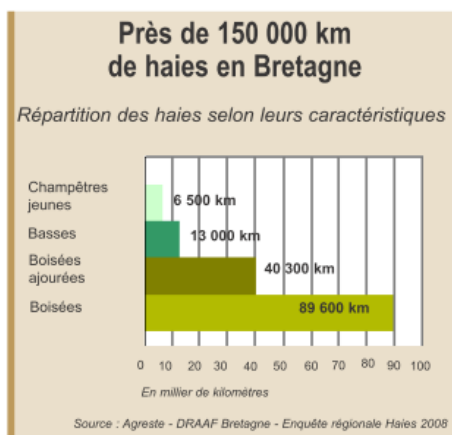 Près de 150 000 km
de haies en Bretagne
Répartition des haies selon leurs caractéristiques
Champêtres
jeunes
6 500 km
Basses
13 000 km
Boisées
ajourées
40 300 km
Boisées
89 600 km
0 10 20 30 40 50 60 70 80 90 100
En millier de kilomètres
Source : Agreste - DRAAF Bretagne - Enquête régionale Haies 2008